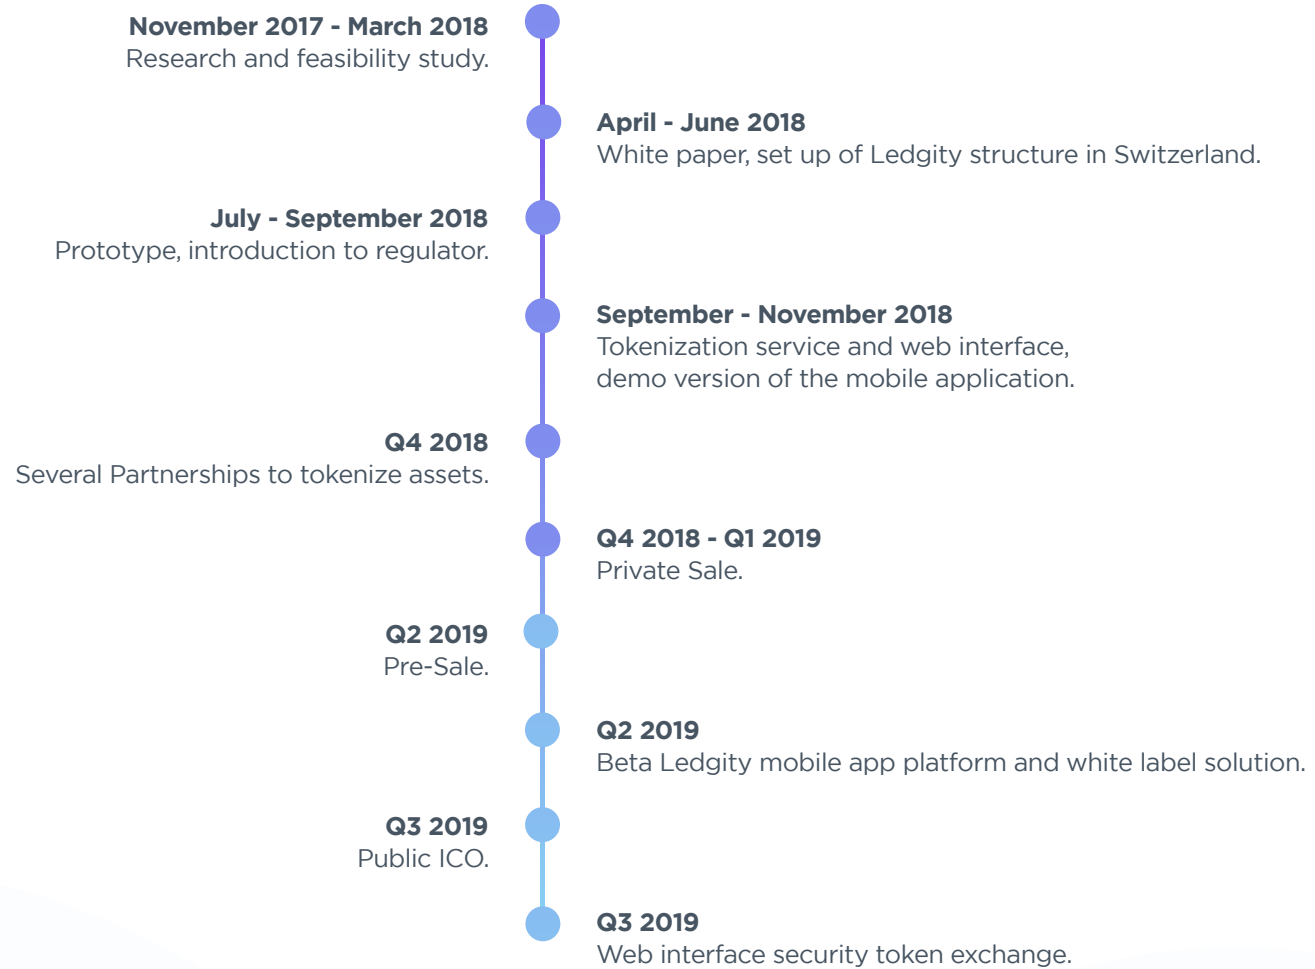 November 2017 - March 2018
Research and feasibility study.
April - June 2018
White paper, set up of Ledgity structure in Switzerland.
July - September 2018
Prototype, introduction to regulator.
September - November 2018
Tokenization service and web interface,
demo version of the mobile application.
Q4 2018
Several Partnerships to tokenize assets.
Q4 2018 - Q1 2019
Private Sale.
Q2 2019
Pre-Sale.
Q2 2019
Beta Ledgity mobile app platform and white label solution.
Q3 2019
Public ICO.
Q3 2019
Web interface security token exchange.